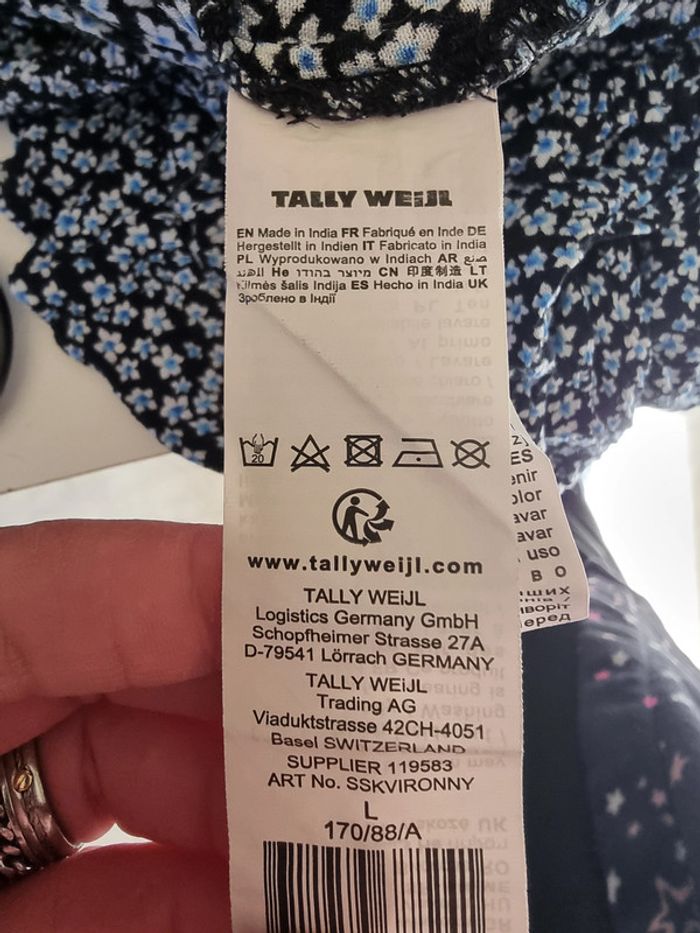 TALLY WEiJL
EN Made in India FR Fabriqué en Inde DE
Hergestellt in Indien IT Fabricato in India
PL Wyprodukowano w Indiach AR صنع
الهند He מיוצר בהודו CN 印度制造 LT
Kilmės šalis Indija ES Hecho in India UK
Зроблено в Індії
20
www.tallyweijl.com
TALLY WEiJL
Logistics Germany GmbH
Schopfheimer Strasse 27A
D-79541 Lörrach GERMANY
TALLY WEiJL
Trading AG
Viaduktstrasse 42CH-4051
Basel SWITZERLAND
SUPPLIER 119583
ART No. SSKVIRONNY
L
170/88/A
ES
uso
в о